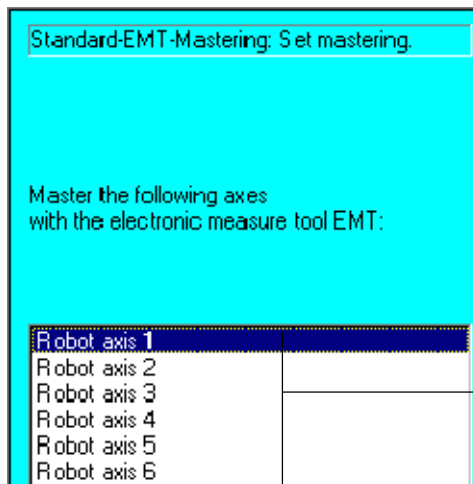 Standard-EMT-Mastering: Set mastering.
Master the following axes
with the electronic measure tool EMT:
Robot axis 1
Robot axis 2
Robot axis 3
Robot axis 4
Robot axis 5
Robot axis 6